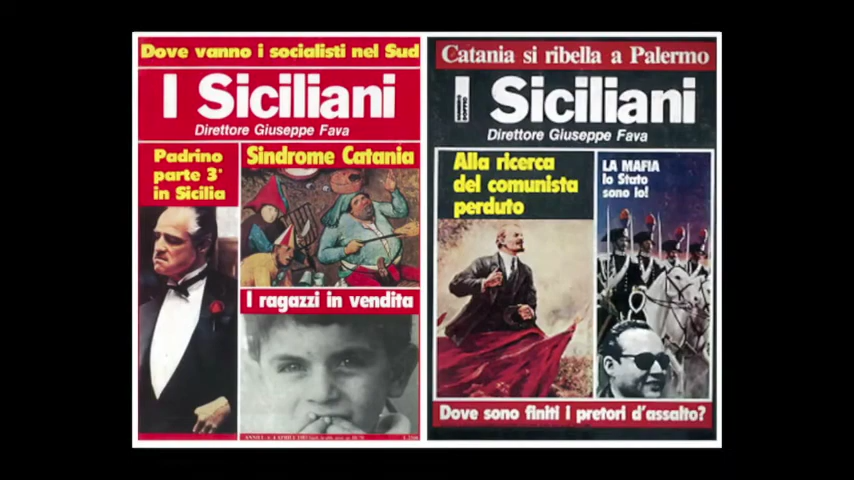 Dove vanno i socialisti nel Sud
I Siciliani
Direttore Giuseppe Fava
Padrino
parte 3ª
in Sicilia
Sindrome Catania
I ragazzi in vendita
Catania si ribella a Palermo
I Siciliani
Direttore Giuseppe Fava
Alla ricerca
del comunista
perduto
LA MAFIA
lo Stato
sono lo!
Dove sono finiti i pretori d'assalto?